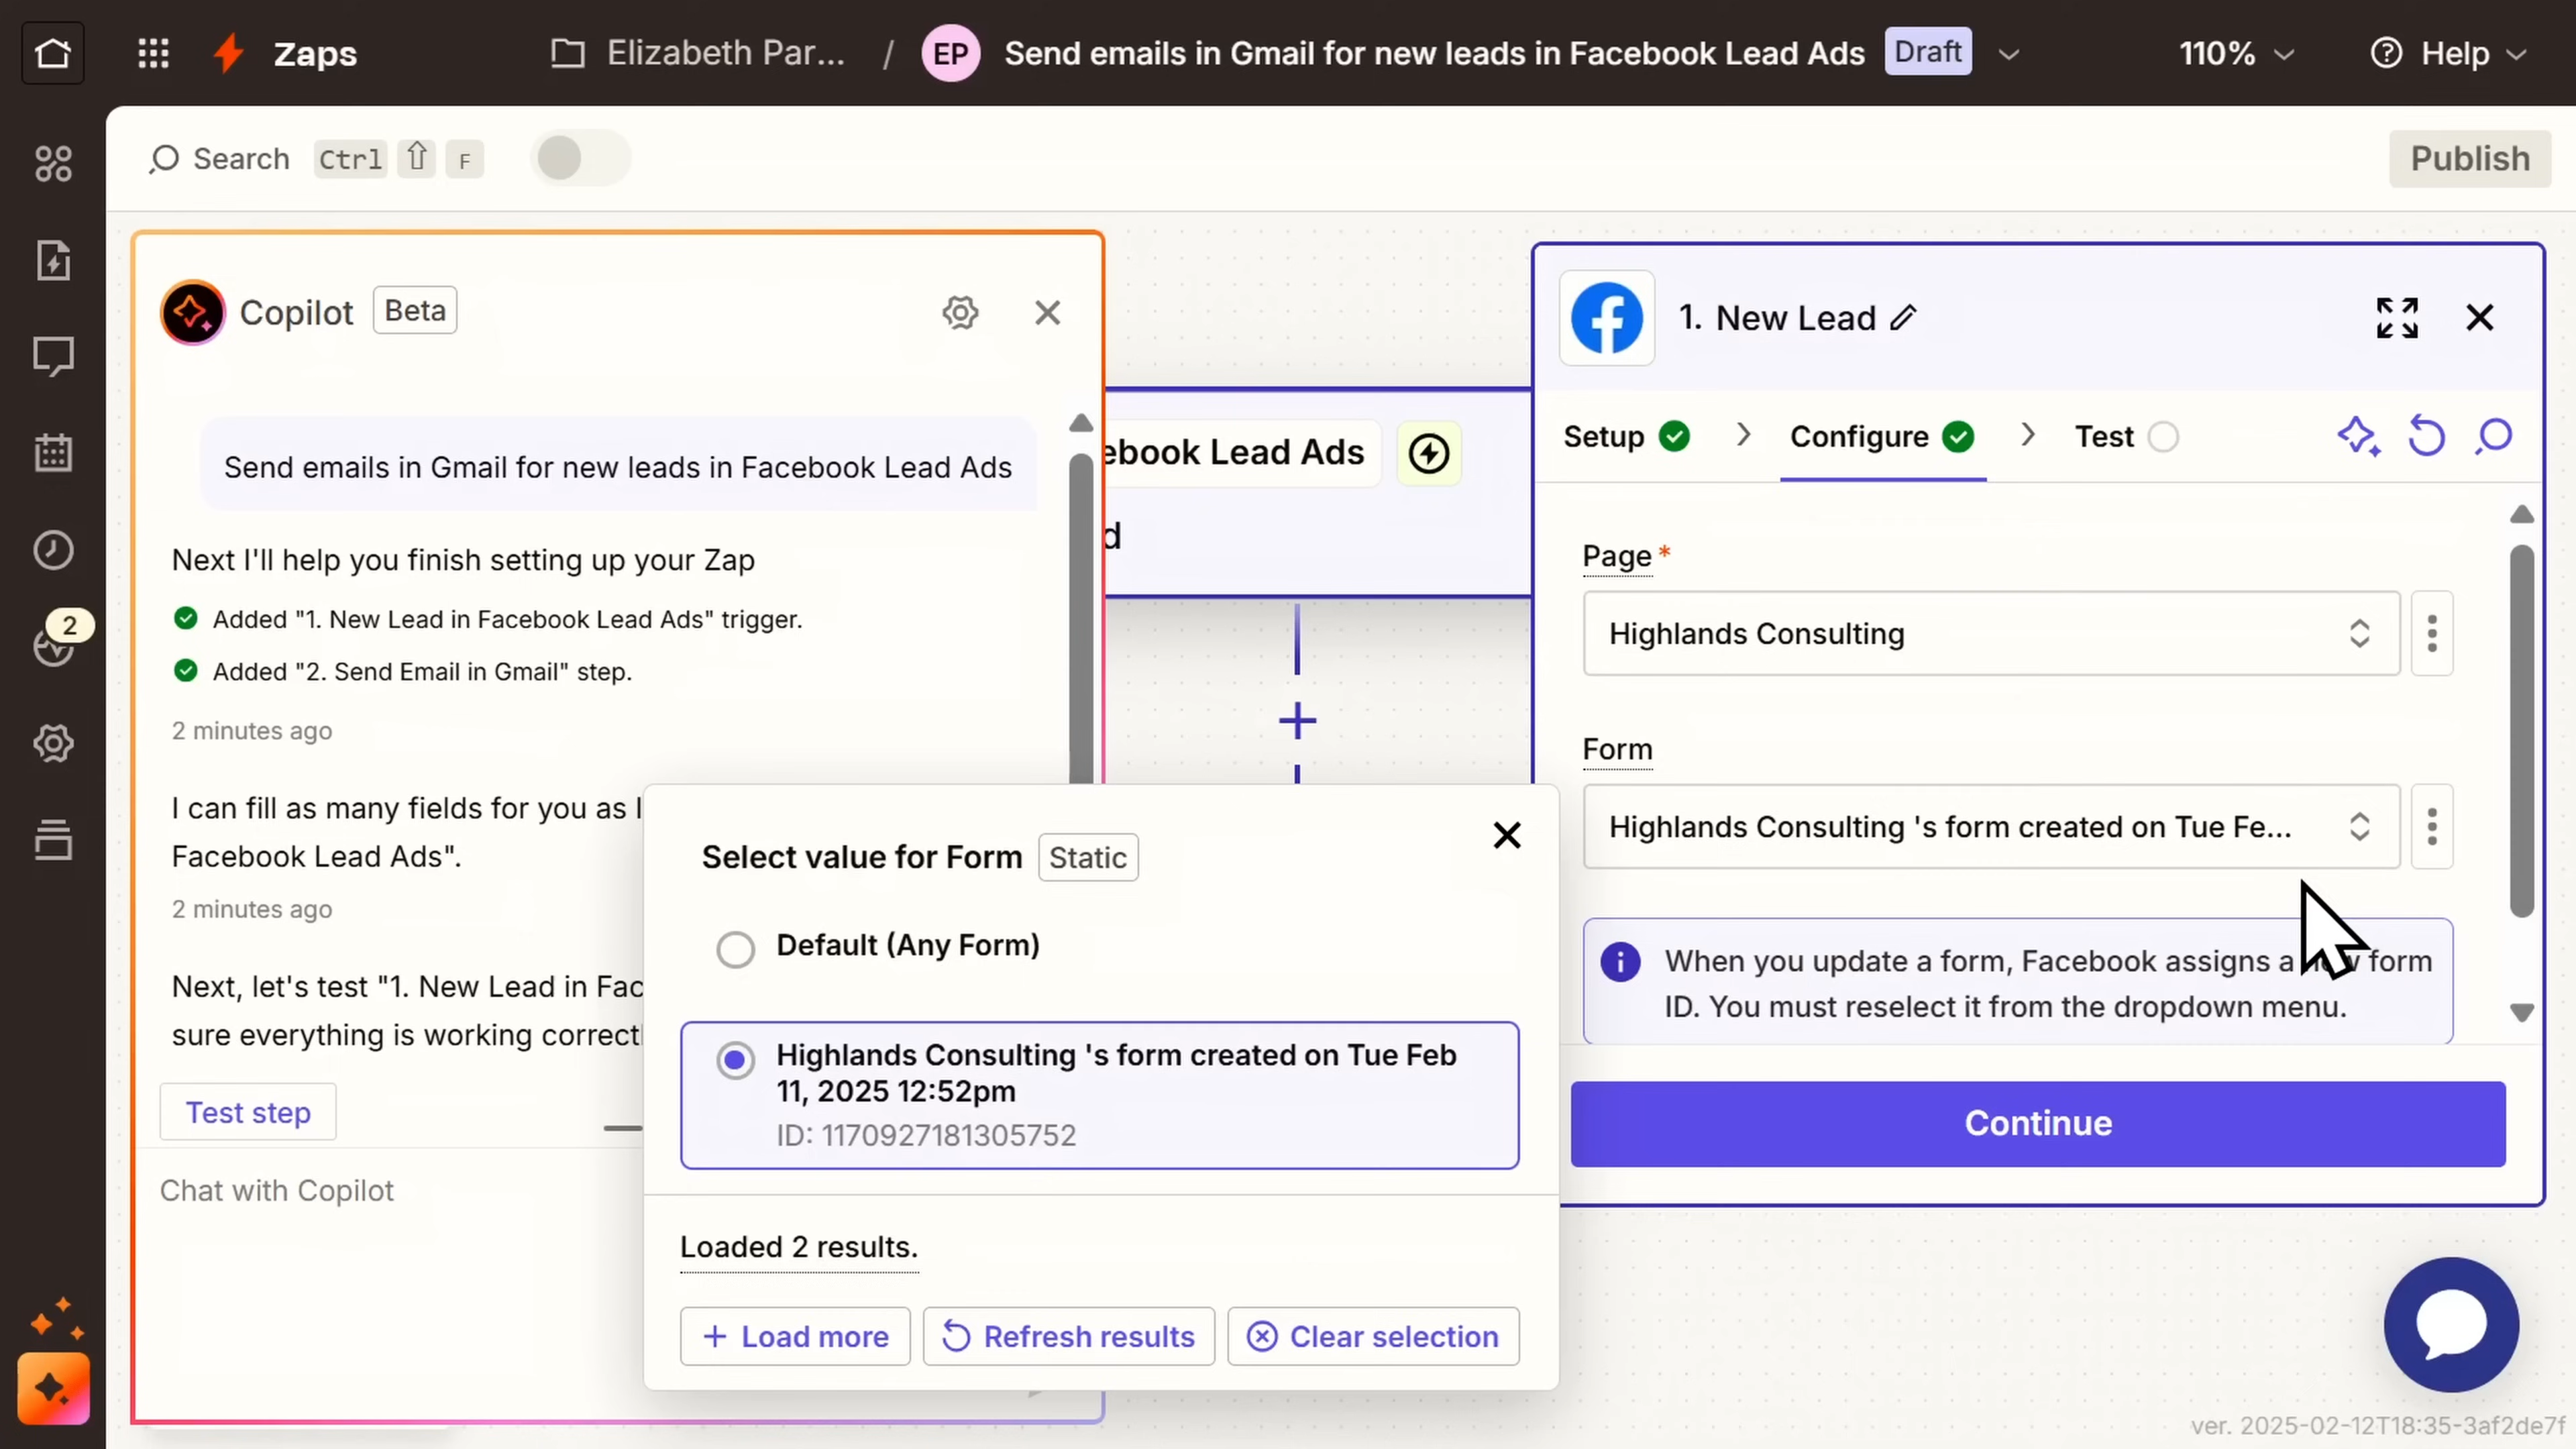 Zaps
Elizabeth Par... / EP Send emails in Gmail for new leads in Facebook Lead Ads Draft
110%
Help
Search Ctrl ⇧ F
Publish
Copilot Beta
Send emails in Gmail for new leads in Facebook Lead Ads
Next I'll help you finish setting up your Zap
Added "1. New Lead in Facebook Lead Ads" trigger.
Added "2. Send Email in Gmail" step.
2 minutes ago
I can fill as many fields for you as I
Facebook Lead Ads".
2 minutes ago
Next, let's test "1. New Lead in Fac
sure everything is working correctl
Test step
Chat with Copilot
2
ebook Lead Ads
d
Select value for Form Static
Default (Any Form)
Highlands Consulting 's form created on Tue Feb
11, 2025 12:52pm
ID: 1170927181305752
Loaded 2 results.
Load more
Refresh results
Clear selection
1. New Lead
Setup
Configure
Test
Page *
Highlands Consulting
Form
Highlands Consulting 's form created on Tue Fe...
When you update a form, Facebook assigns a new form
ID. You must reselect it from the dropdown menu.
Continue
ver. 2025-02-12T18:35-3af2de7f